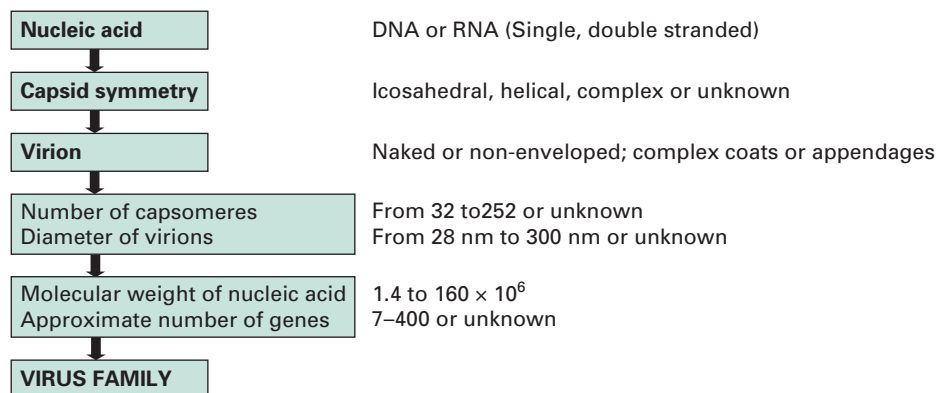 Nucleic acid DNA or RNA (Single, double stranded)
Capsid symmetry Icosahedral, helical, complex or unknown
Virion Naked or non-enveloped; complex coats or appendages
Number of capsomeres From 32 to252 or unknown
Diameter of virions From 28 nm to 300 nm or unknown
Molecular weight of nucleic acid 1.4 to 160 × 10⁶
Approximate number of genes 7–400 or unknown
VIRUS FAMILY